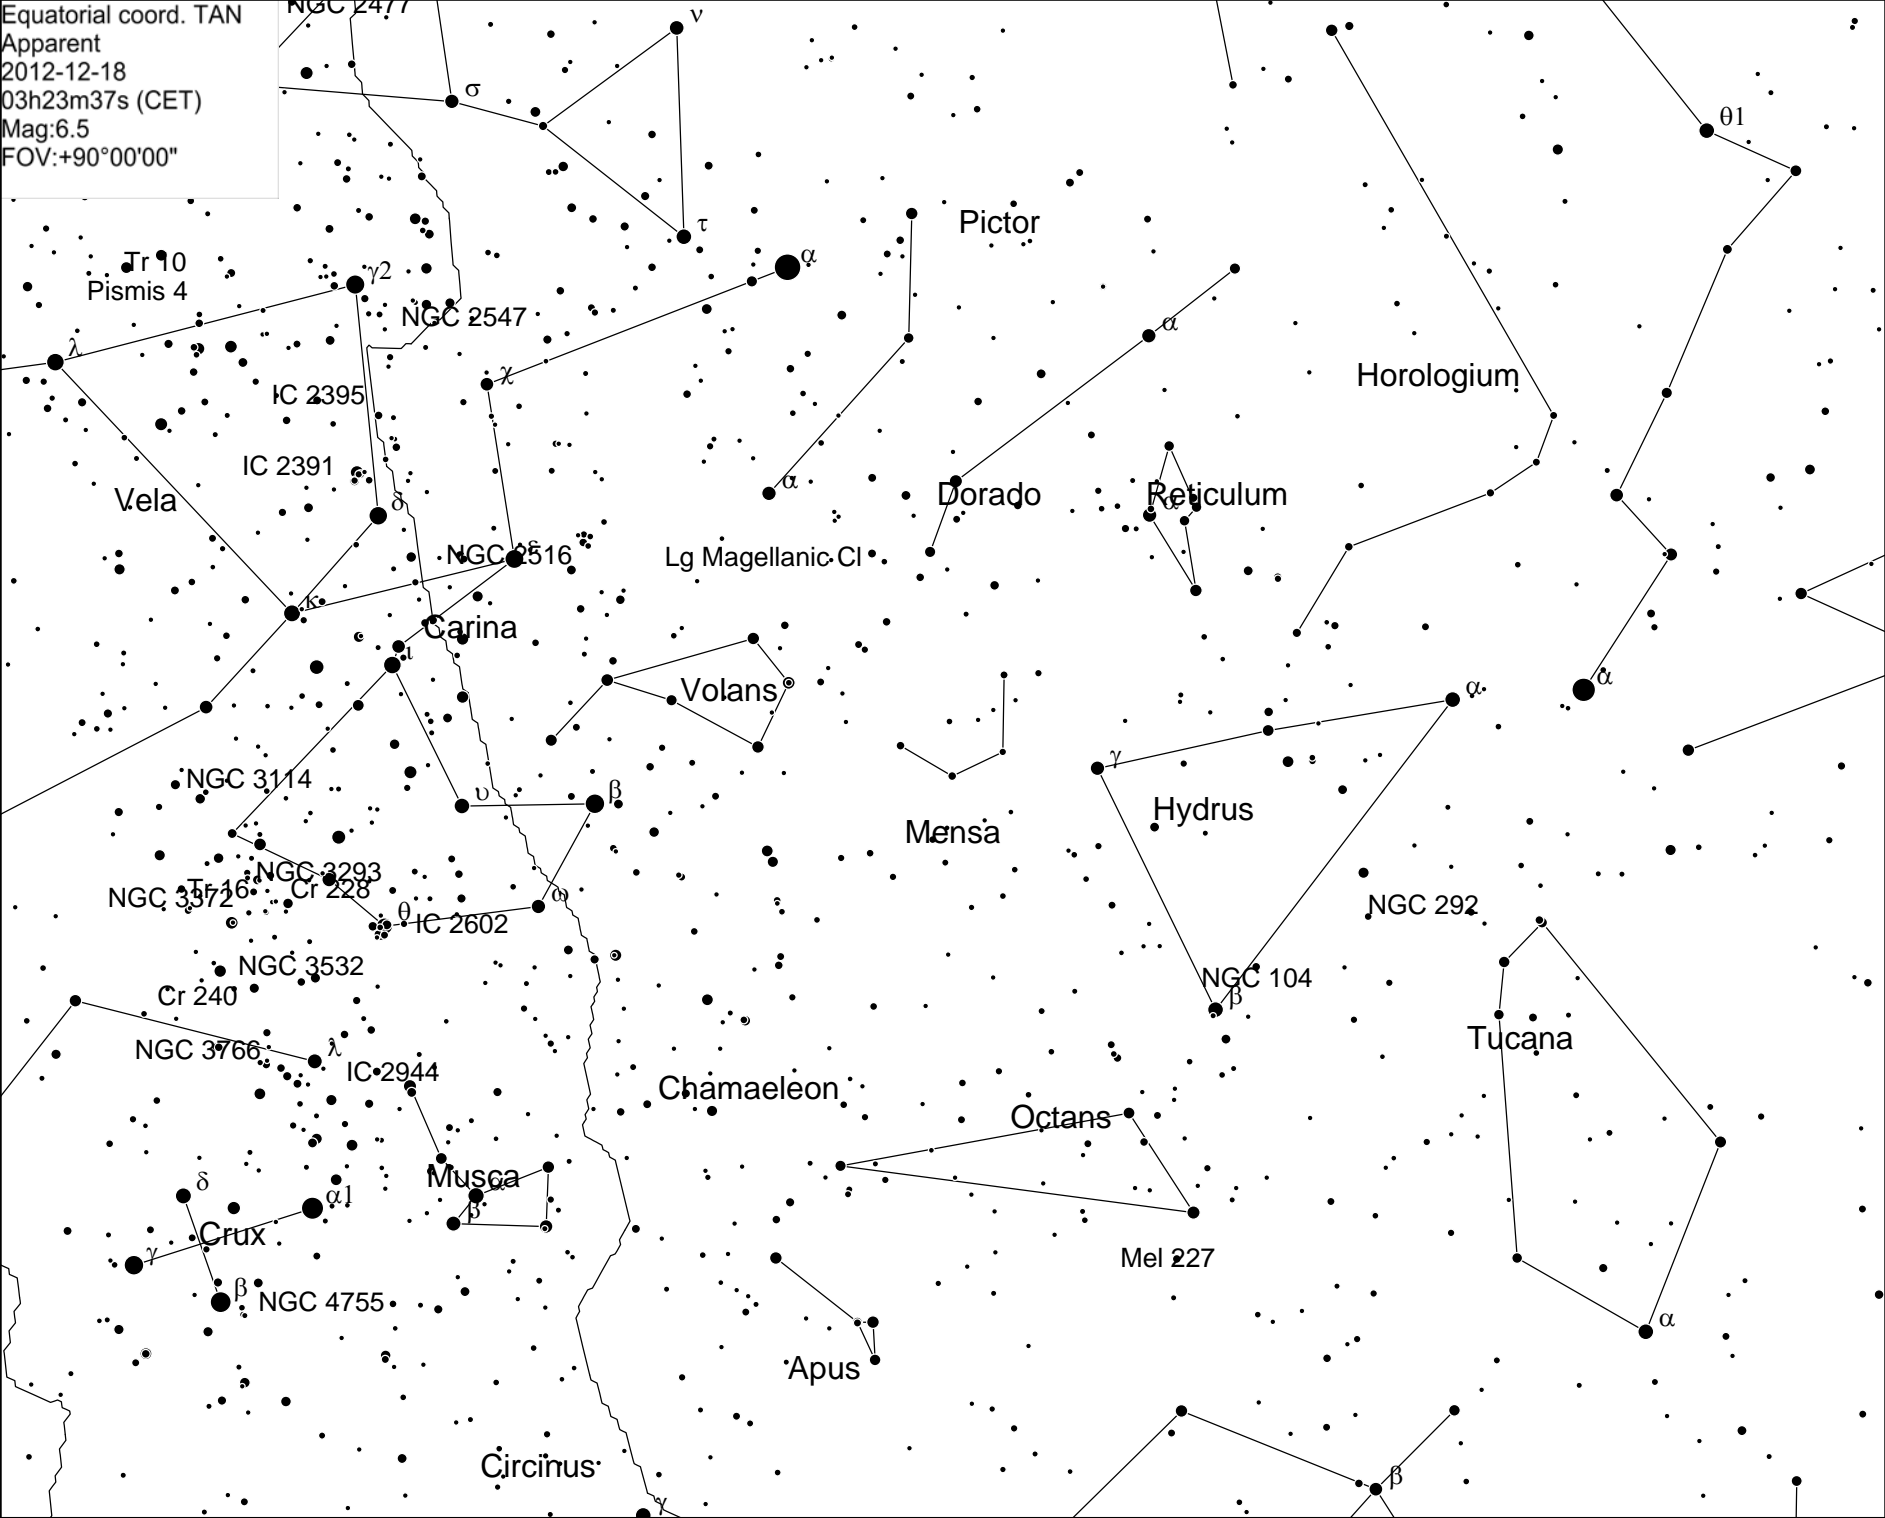 Equatorial coord. TAN
Apparent
2012-12-18
03h23m37s (CET)
Mag:6.5
FOV:+90°00'00"
NGC 2477
ν
σ
θ1
τ
Pictor
α
Tr 10
Pismis 4
γ2
NGC 2547
α
λ
χ
Horologium
IC 2395
IC 2391
α
Vela
δ
Dorado
Reticulum
α
NGC 2516
ε
Lg Magellanic Cl
κ
Carina
ι
Volans
α
α
γ
NGC 3114
υ
β
Hydrus
Mensa
NGC 3293
Tr 16
Cr 228
NGC 3372
ω
θ
IC 2602
NGC 292
NGC 3532
NGC 104
Cr 240
β
Tucana
NGC 3766
λ
IC 2944
Chamaeleon
Octans
Musca
α
δ
α1
β
Crux
γ
Mel 227
β
NGC 4755
α
Apus
Circinus
β
γ